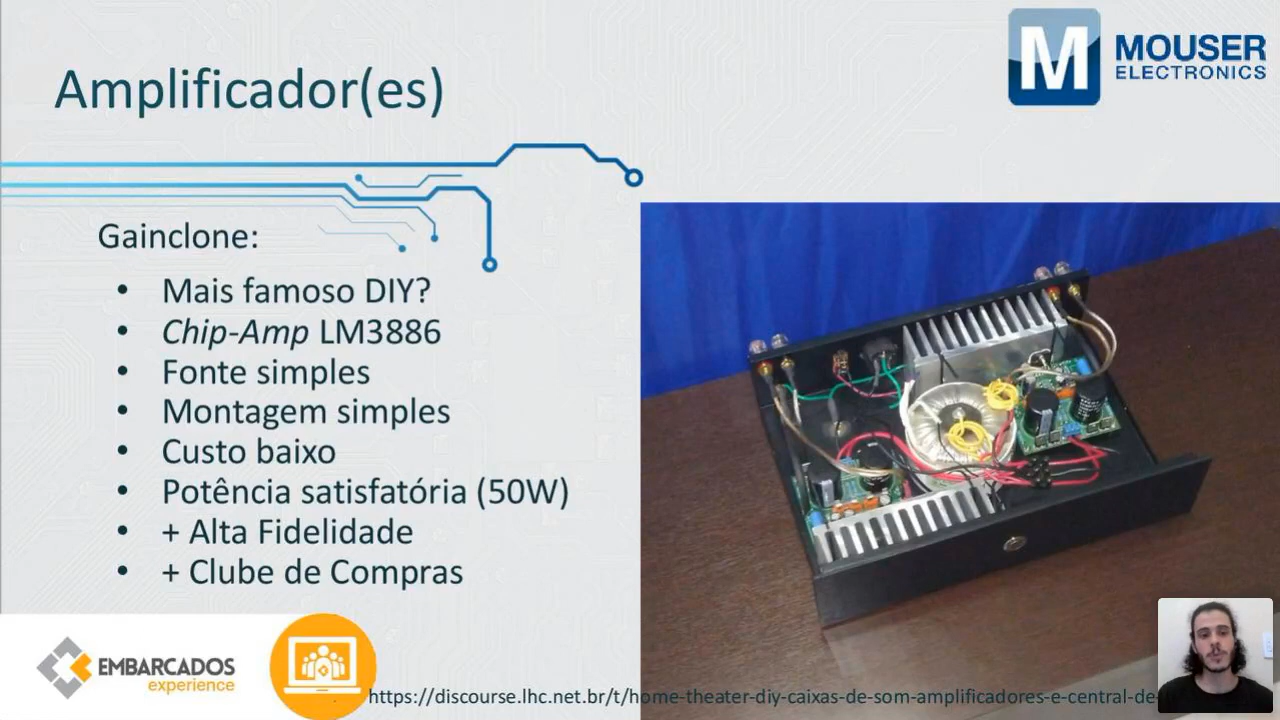 Amplificador(es)
M MOUSER
ELECTRONICS
Gainclone:
• Mais famoso DIY?
• Chip-Amp LM3886
• Fonte simples
• Montagem simples
• Custo baixo
• Potência satisfatória (50W)
• + Alta Fidelidade
• + Clube de Compras
EMBARCADOS
experience
https://discourse.lhc.net.br/t/home-theater-diy-caixas-de-som-amplificadores-e-central-de-